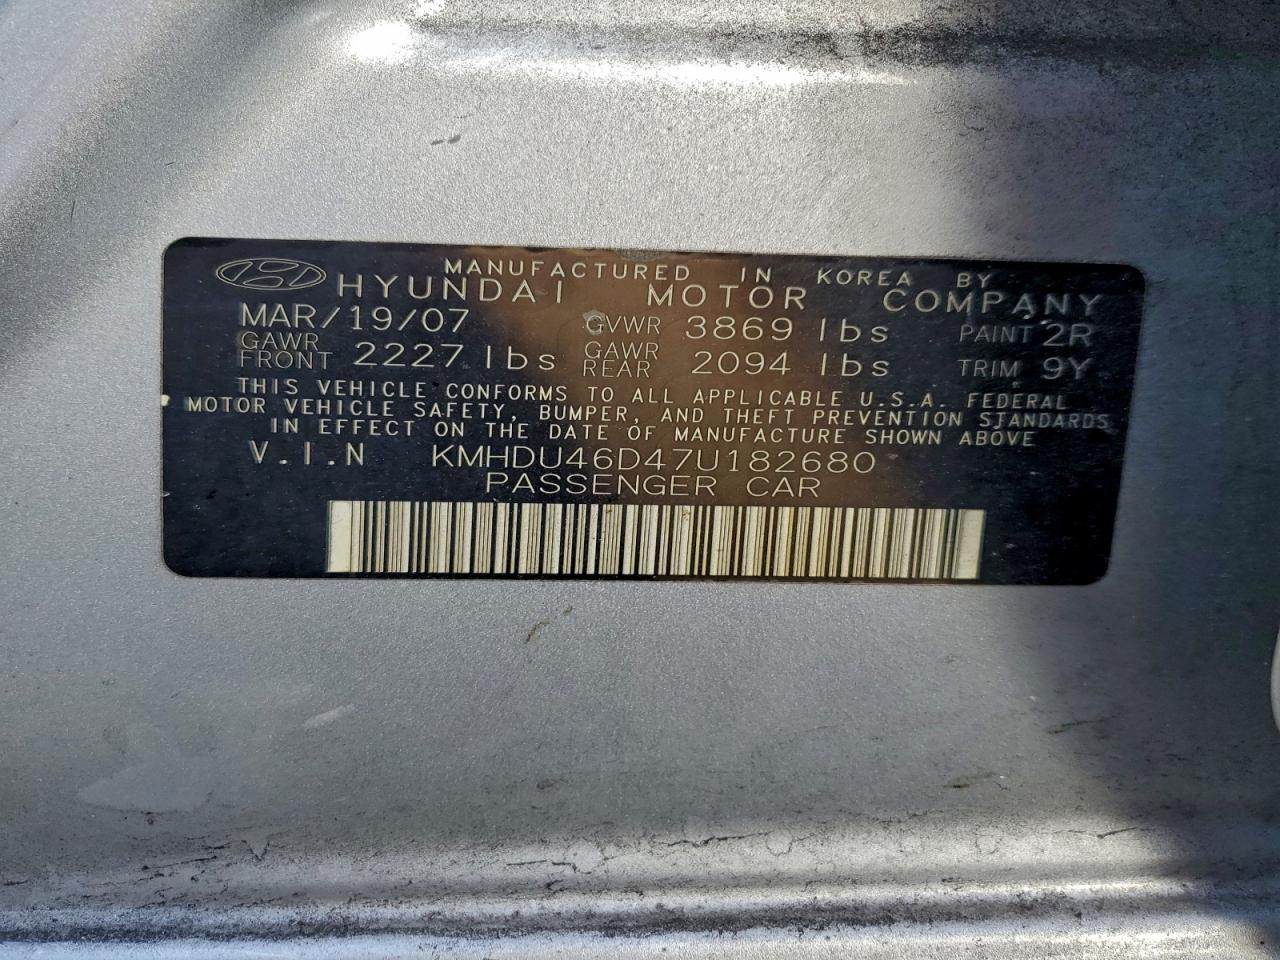 MANUFACTURED IN KOREA BY
HYUNDAI MOTOR COMPANY
MAR/19/07 GVWR 3869 lbs PAINT 2R
GAWR FRONT 2227 lbs GAWR REAR 2094 lbs TRIM 9Y
THIS VEHICLE CONFORMS TO ALL APPLICABLE U.S.A. FEDERAL
MOTOR VEHICLE SAFETY, BUMPER, AND THEFT PREVENTION STANDARDS
IN EFFECT ON THE DATE OF MANUFACTURE SHOWN ABOVE
V.I.N KMHDU46D47U182680
PASSENGER CAR